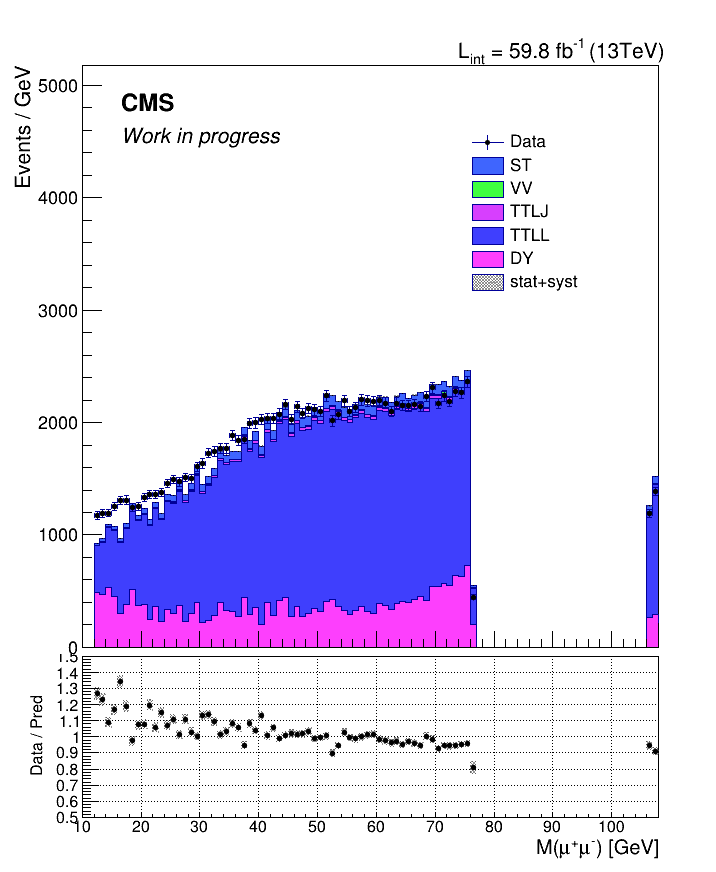 L_int = 59.8 fb^-1 (13TeV)
Events / GeV
5000
4000
3000
2000
1000
0
CMS
Work in progress
Data
ST
VV
TTLJ
TTLL
DY
stat+syst
Data / Pred
1.5
1.4
1.3
1.2
1.1
1
0.9
0.8
0.7
0.6
0.5
10 20 30 40 50 60 70 80 90 100
M(μ⁺μ⁻) [GeV]